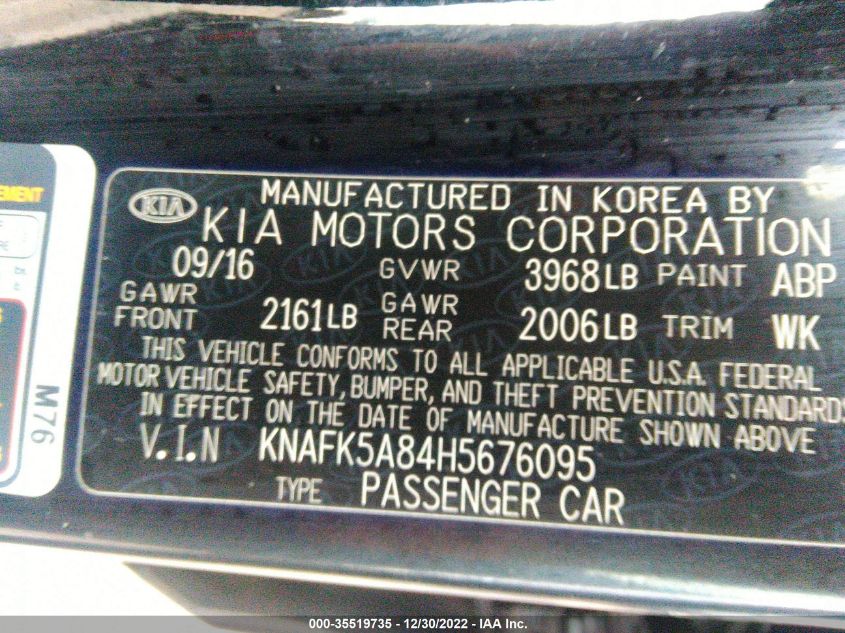 MANUFACTURED IN KOREA BY
KIA KIA MOTORS CORPORATION
09/16 GVWR 3968LB PAINT ABP
GAWR FRONT 2161LB GAWR REAR 2006LB TRIM WK
THIS VEHICLE CONFORMS TO ALL APPLICABLE U.S.A. FEDERAL
MOTOR VEHICLE SAFETY, BUMPER, AND THEFT PREVENTION STANDARDS
IN EFFECT ON THE DATE OF MANUFACTURE SHOWN ABOVE
V.I.N KNAFK5A84H5676095
TYPE PASSENGER CAR
M76
000-35519735 - 12/30/2022 - IAA Inc.